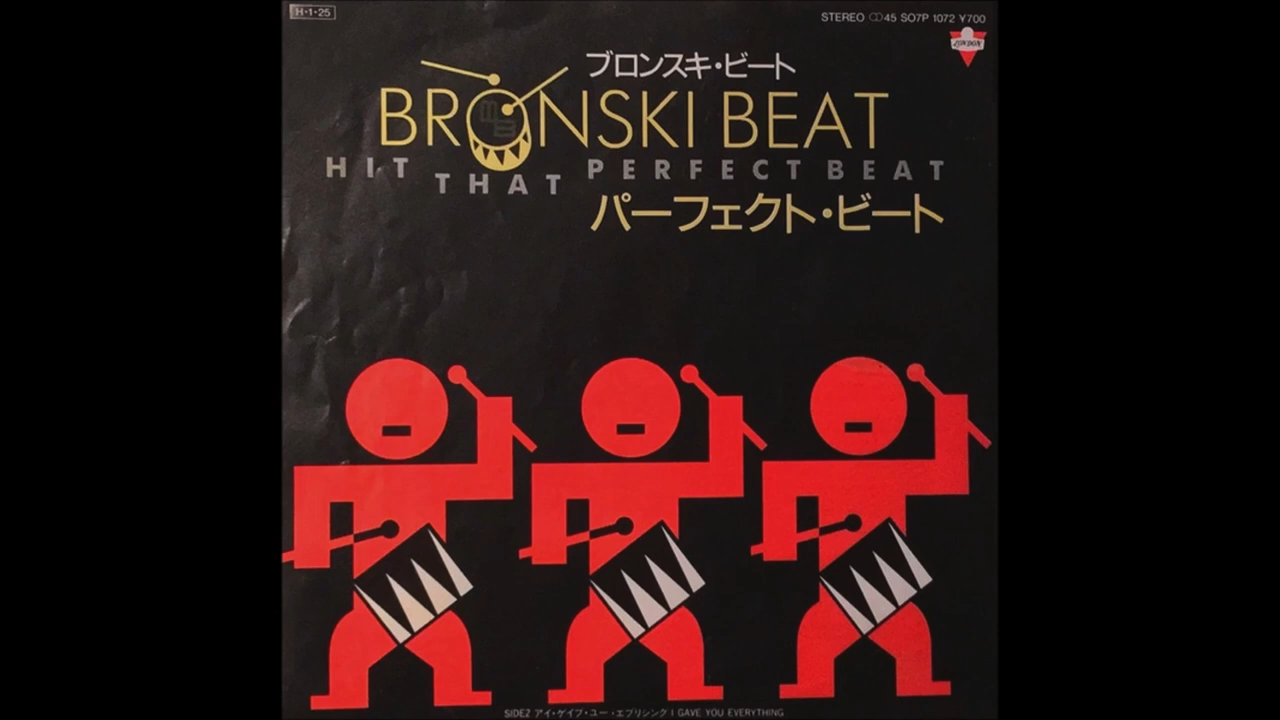 H・1・25
STEREO 45 SO7P 1072 ¥700
LONDON
ブロンスキ・ビート
BRONSKI BEAT
HIT THAT PERFECT BEAT
パーフェクト・ビート
SIDE2 アイ・ゲイブ・ユー・エブリシング I GAVE YOU EVERYTHING